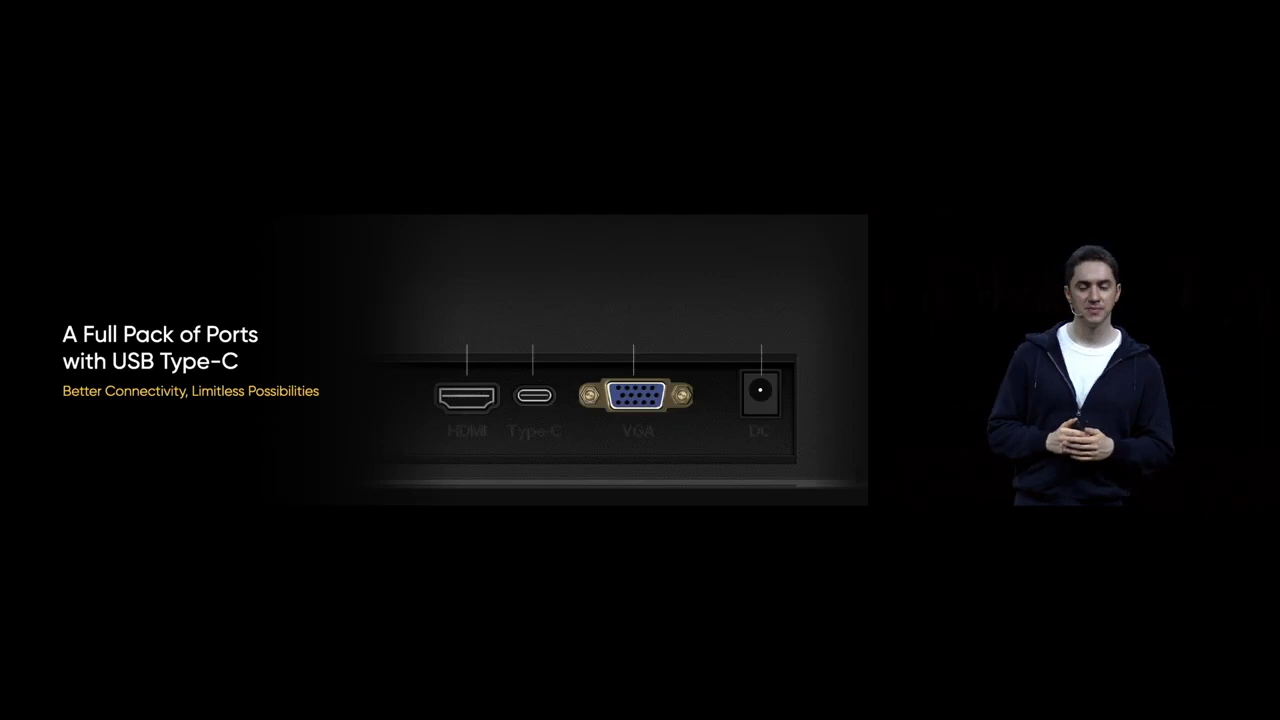 A Full Pack of Ports
with USB Type-C
Better Connectivity, Limitless Possibilities
HDMI
Type-C
VGA
DC